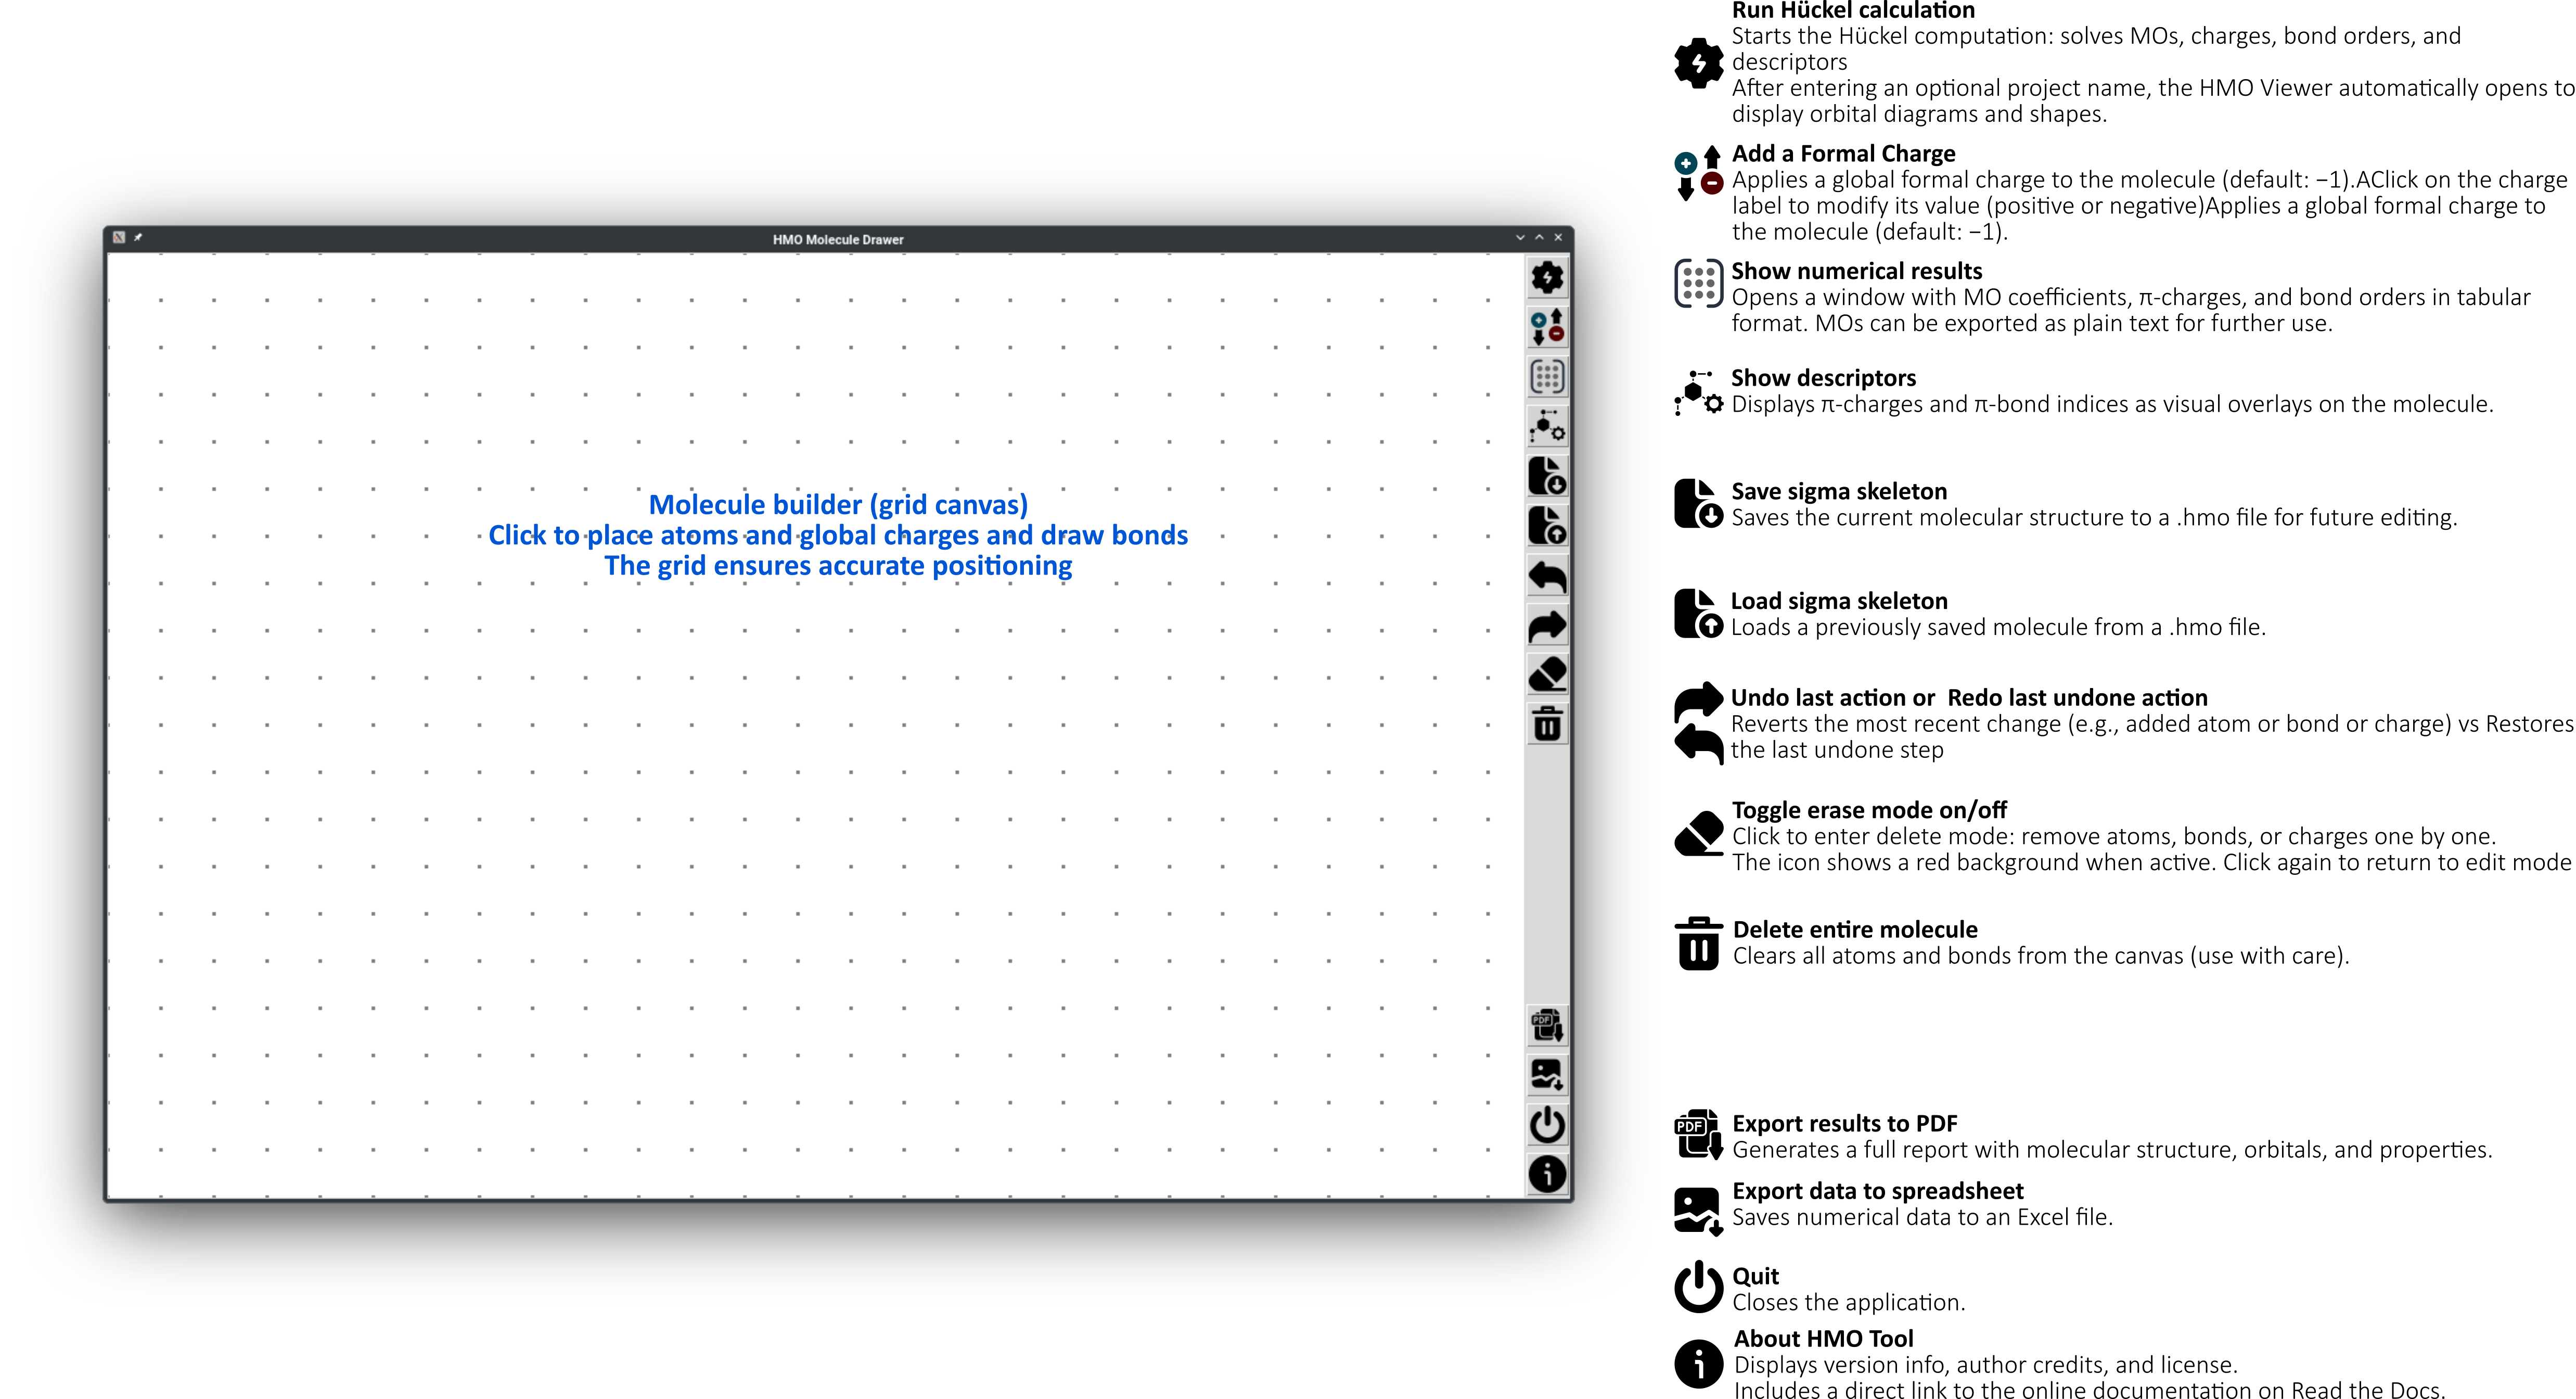 HMO Molecule Drawer
Molecule builder (grid canvas)
Click to place atoms and global charges and draw bonds
The grid ensures accurate positioning
PDF
Run Hückel calculation
Starts the Hückel computation: solves MOs, charges, bond orders, and
descriptors
After entering an optional project name, the HMO Viewer automatically opens to
display orbital diagrams and shapes.
Add a Formal Charge
Applies a global formal charge to the molecule (default: −1).AClick on the charge
label to modify its value (positive or negative)Applies a global formal charge to
the molecule (default: −1).
Show numerical results
Opens a window with MO coefficients, π-charges, and bond orders in tabular
format. MOs can be exported as plain text for further use.
Show descriptors
Displays π-charges and π-bond indices as visual overlays on the molecule.
Save sigma skeleton
Saves the current molecular structure to a .hmo file for future editing.
Load sigma skeleton
Loads a previously saved molecule from a .hmo file.
Undo last action or  Redo last undone action
Reverts the most recent change (e.g., added atom or bond or charge) vs Restores
the last undone step
Toggle erase mode on/off
Click to enter delete mode: remove atoms, bonds, or charges one by one.
The icon shows a red background when active. Click again to return to edit mode
Delete entire molecule
Clears all atoms and bonds from the canvas (use with care).
PDF
Export results to PDF
Generates a full report with molecular structure, orbitals, and properties.
Export data to spreadsheet
Saves numerical data to an Excel file.
Quit
Closes the application.
About HMO Tool
Displays version info, author credits, and license.
Includes a direct link to the online documentation on Read the Docs.